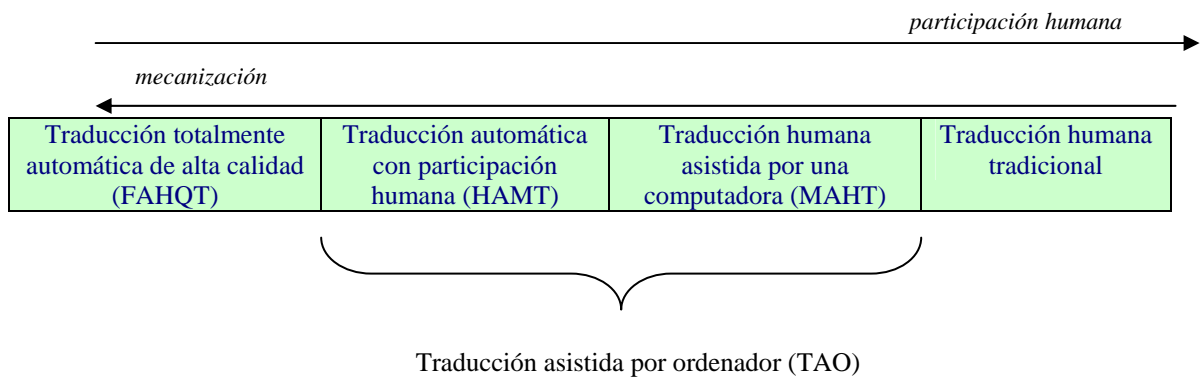 participación humana
mecanización
Traducción totalmente
automática de alta calidad
(FAHQT)
Traducción automática
con participación
humana (HAMT)
Traducción humana
asistida por una
computadora (MAHT)
Traducción humana
tradicional
Traducción asistida por ordenador (TAO)